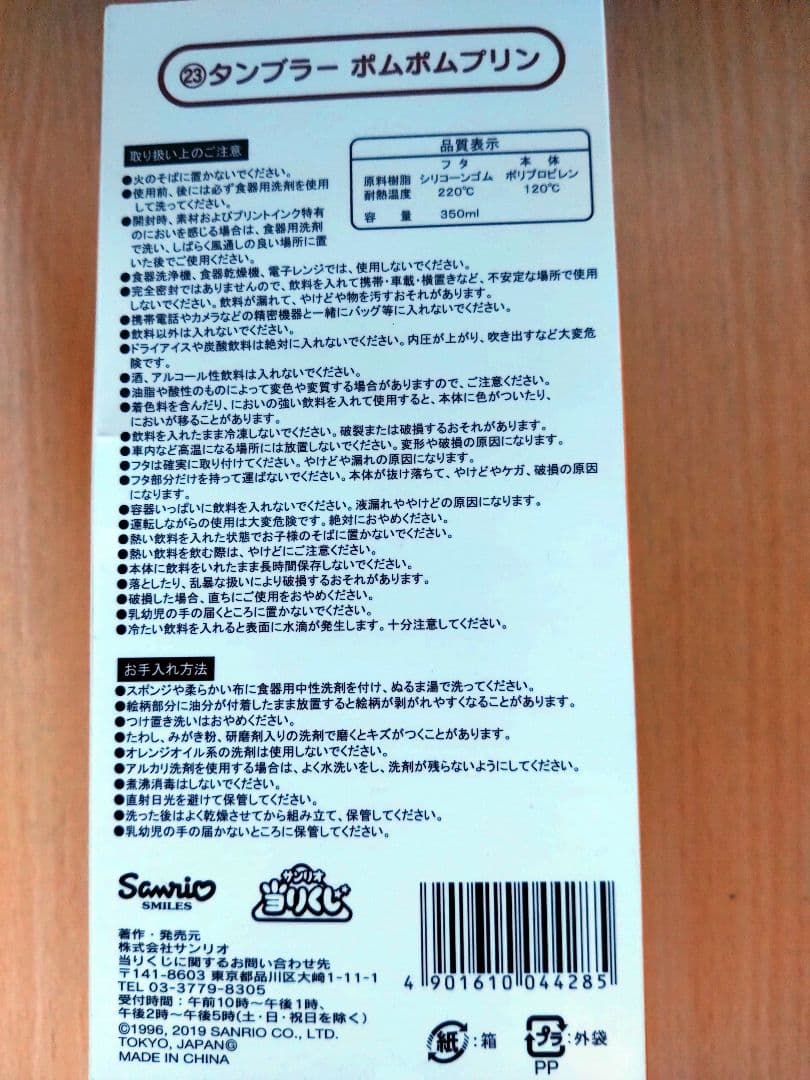 ㉓タンブラー ポムポムプリン
取り扱い上のご注意
●火のそばに置かないでください。
●使用前、後には必ず食器用洗剤を使用
して洗ってください。
●開封時、素材およびプリントインク特有
のにおいを感じる場合は、食器用洗剤
で洗い、しばらく風通しの良い場所に置
いた後でご使用ください。
品質表示
フタ 本体
原料樹脂 シリコーンゴム ポリプロピレン
耐熱温度 220℃ 120℃
容量 350ml
●食器洗浄機、食器乾燥機、電子レンジでは、使用しないでください。
●完全密封ではありませんので、飲料を入れて携帯・車載・横置きなど、不安定な場所で使用
しないでください。飲料が漏れて、やけどや物を汚すおそれがあります。
●携帯電話やカメラなどの精密機器と一緒にバッグ等に入れないでください。
●飲料以外は入れないでください。
●ドライアイスや炭酸飲料は絶対に入れないでください。内圧が上がり、吹き出すなど大変危
険です。
●酒、アルコール性飲料は入れないでください。
●油脂や酸性のものによって変色や変質する場合がありますので、ご注意ください。
●着色料を含んだり、においの強い飲料を入れて使用すると、本体に色がついたり、
においが移ることがあります。
●飲料を入れたまま冷凍しないでください。破裂または破損するおそれがあります。
●車内など高温になる場所には放置しないでください。変形や破損の原因になります。
●フタは確実に取り付けてください。やけどや漏れの原因になります。
●フタ部分だけを持って運ばないでください。本体が抜け落ちて、やけどやケガ、破損の原因
になります。
●容器いっぱいに飲料を入れないでください。液漏れややけどの原因になります。
●運転しながらの使用は大変危険です。絶対におやめください。
●熱い飲料を入れた状態でお子様のそばに置かないでください。
●熱い飲料を飲む際は、やけどにご注意ください。
●本体に飲料をいれたまま長時間保存しないでください。
●落としたり、乱暴な扱いにより破損するおそれがあります。
●破損した場合、直ちにご使用をおやめください。
●乳幼児の手の届くところに置かないでください。
●冷たい飲料を入れると表面に水滴が発生します。十分注意してください。
お手入れ方法
●スポンジや柔らかい布に食器用中性洗剤を付け、ぬるま湯で洗ってください。
●絵柄部分に油分が付着したまま放置すると絵柄が剥がれやすくなることがあります。
●つけ置き洗いはおやめください。
●たわし、みがき粉、研磨剤入りの洗剤で磨くとキズがつくことがあります。
●オレンジオイル系の洗剤は使用しないでください。
●アルカリ洗剤を使用する場合は、よく水洗いをし、洗剤が残らないようにしてください。
●煮沸消毒はしないでください。
●直射日光を避けて保管してください。
●洗った後はよく乾燥させてから組み立て、保管してください。
●乳幼児の手の届かないところに保管してください。
Sanrio
SMILES
サンリオ
当りくじ
著作・発売元
株式会社サンリオ
当りくじに関するお問い合わせ先
〒141-8603 東京都品川区大崎1-11-1
TEL 03-3779-8305
受付時間：午前10時〜午後1時、
午後2時〜午後5時(土・日・祝日を除く)
©1996, 2019 SANRIO CO., LTD.
TOKYO, JAPANⒼ
MADE IN CHINA
4 901610 044285
紙：箱
プラ：外袋
PP